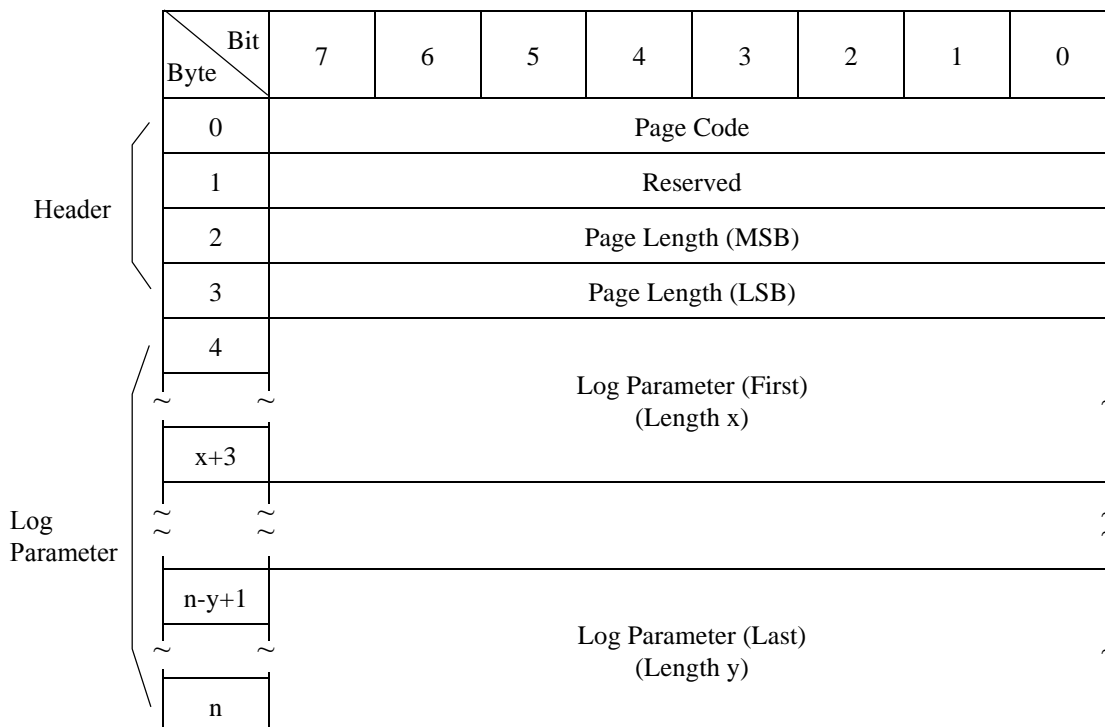 Bit
Byte
7 6 5 4 3 2 1 0
0 Page Code
1 Reserved
Header
2 Page Length (MSB)
3 Page Length (LSB)
4
Log Parameter (First)
~ ~ ~
(Length x)
x+3
~ ~ ~
Log
~ ~ ~
Parameter
n-y+1
Log Parameter (Last)
~ ~ ~
(Length y)
n